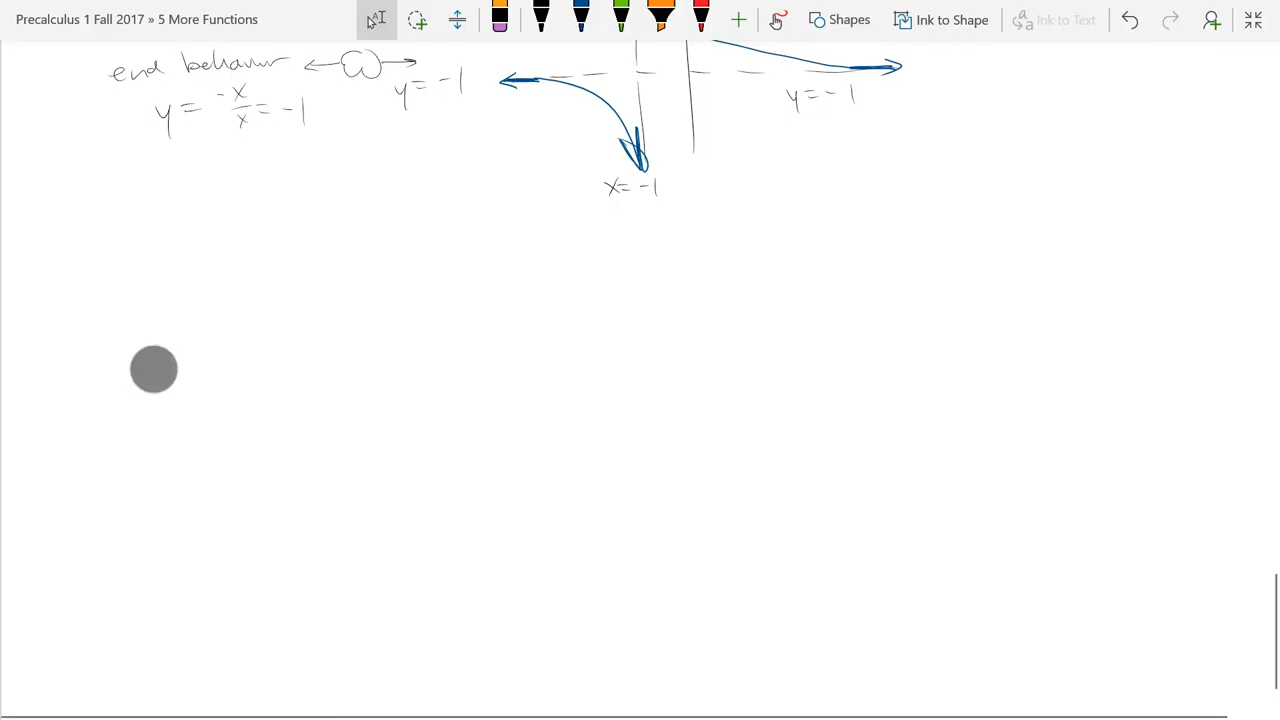 Precalculus 1 Fall 2017 » 5 More Functions
Shapes
Ink to Shape
Ink to Text
end behavior
y = -x/x = -1
y = -1
y = -1
x = -1